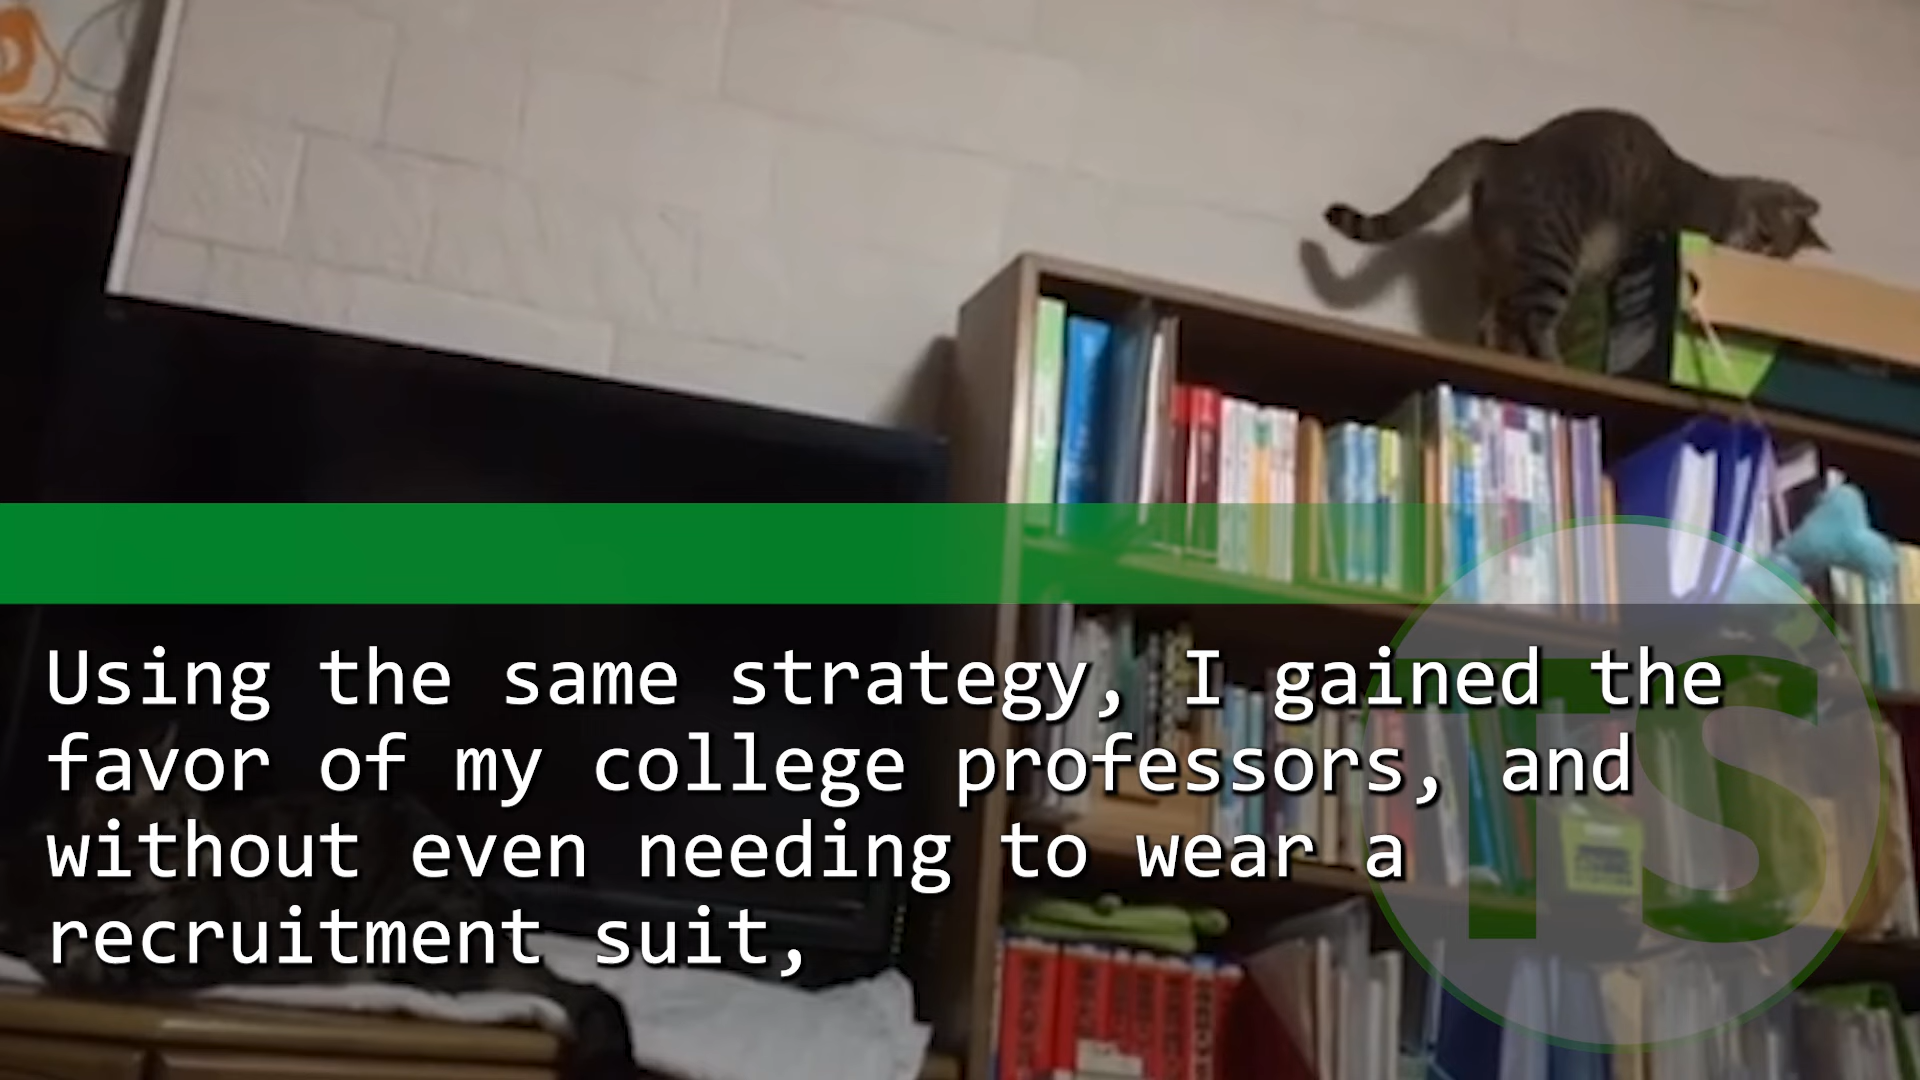 Using the same strategy, I gained the
favor of my college professors, and
without even needing to wear a
recruitment suit,
TS